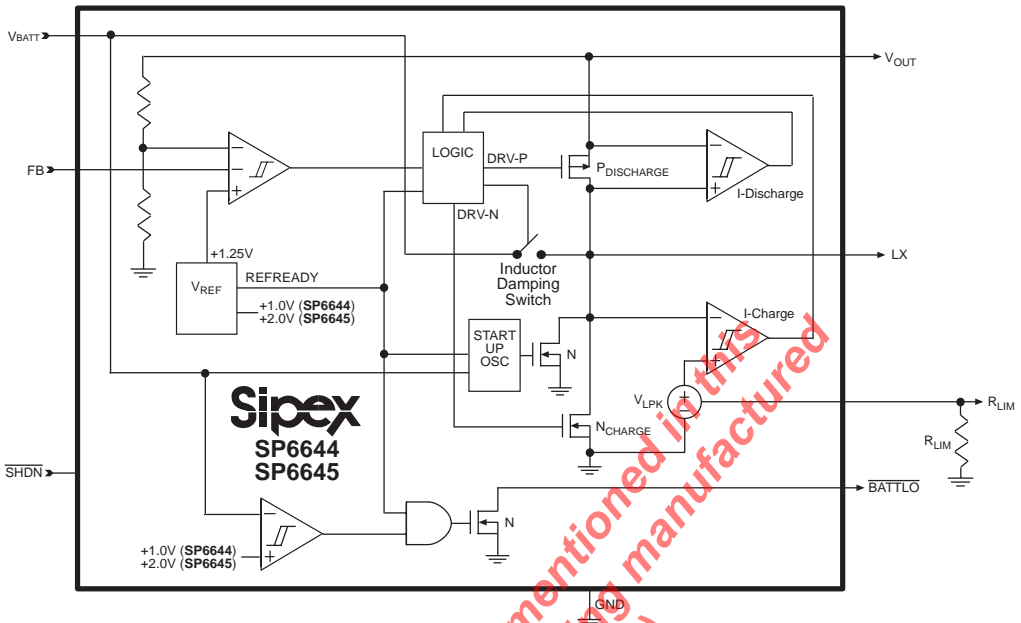 VBATT
VOUT
LOGIC
DRV-P
PDISCHARGE
FB
I-Discharge
DRV-N
+1.25V
LX
Inductor
Damping
Switch
VREF
REFREADY
+1.0V (SP6644)
+2.0V (SP6645)
I-Charge
START
UP
OSC
N
VLPK
RLIM
Sipex
SP6644
SP6645
NCHARGE
RLIM
SHDN
BATTLO
N
+1.0V (SP6644)
+2.0V (SP6645)
GND
mentioned in this
ng manufactured